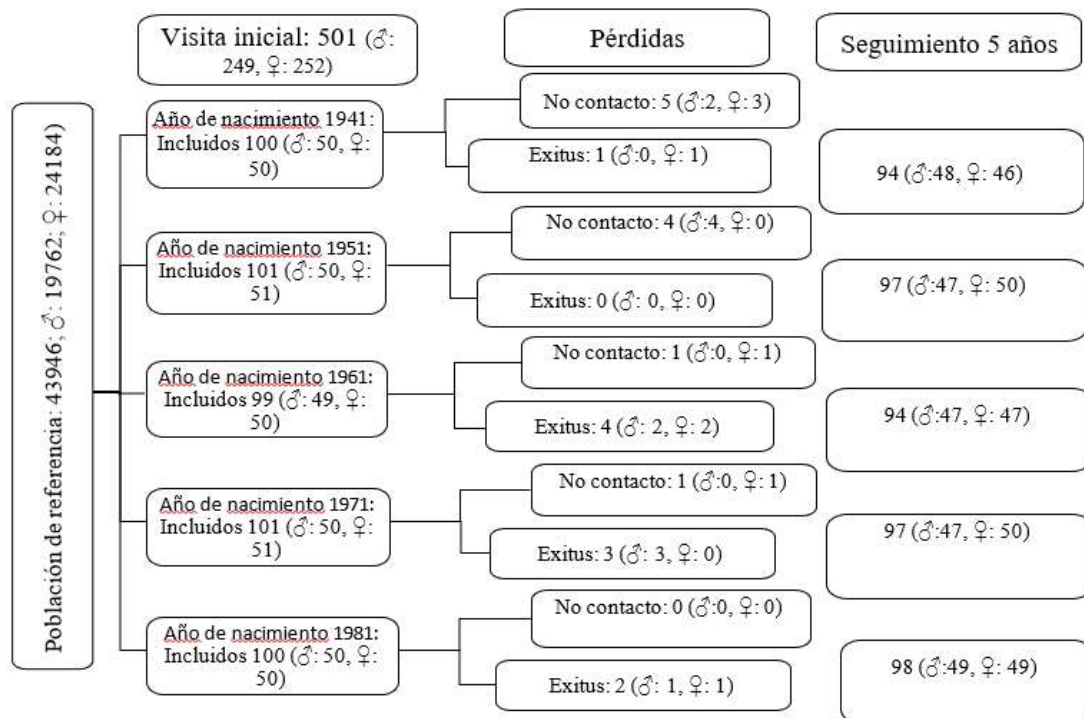 Visita inicial: 501 (♂:
249, ♀: 252)
Pérdidas
Seguimiento 5 años
Población de referencia: 43946; ♂: 19762; ♀: 24184)
Año de nacimiento 1941:
Incluidos 100 (♂: 50, ♀:
50)
No contacto: 5 (♂:2, ♀: 3)
Exitus: 1 (♂:0, ♀: 1)
94 (♂:48, ♀: 46)
Año de nacimiento 1951:
Incluidos 101 (♂: 50, ♀:
51)
No contacto: 4 (♂:4, ♀: 0)
Exitus: 0 (♂: 0, ♀: 0)
97 (♂:47, ♀: 50)
Año de nacimiento 1961:
Incluidos 99 (♂: 49, ♀:
50)
No contacto: 1 (♂:0, ♀: 1)
Exitus: 4 (♂: 2, ♀: 2)
94 (♂:47, ♀: 47)
Año de nacimiento 1971:
Incluidos 101 (♂: 50, ♀:
51)
No contacto: 1 (♂:0, ♀: 1)
Exitus: 3 (♂: 3, ♀: 0)
97 (♂:47, ♀: 50)
Año de nacimiento 1981:
Incluidos 100 (♂: 50, ♀:
50)
No contacto: 0 (♂:0, ♀: 0)
Exitus: 2 (♂: 1, ♀: 1)
98 (♂:49, ♀: 49)